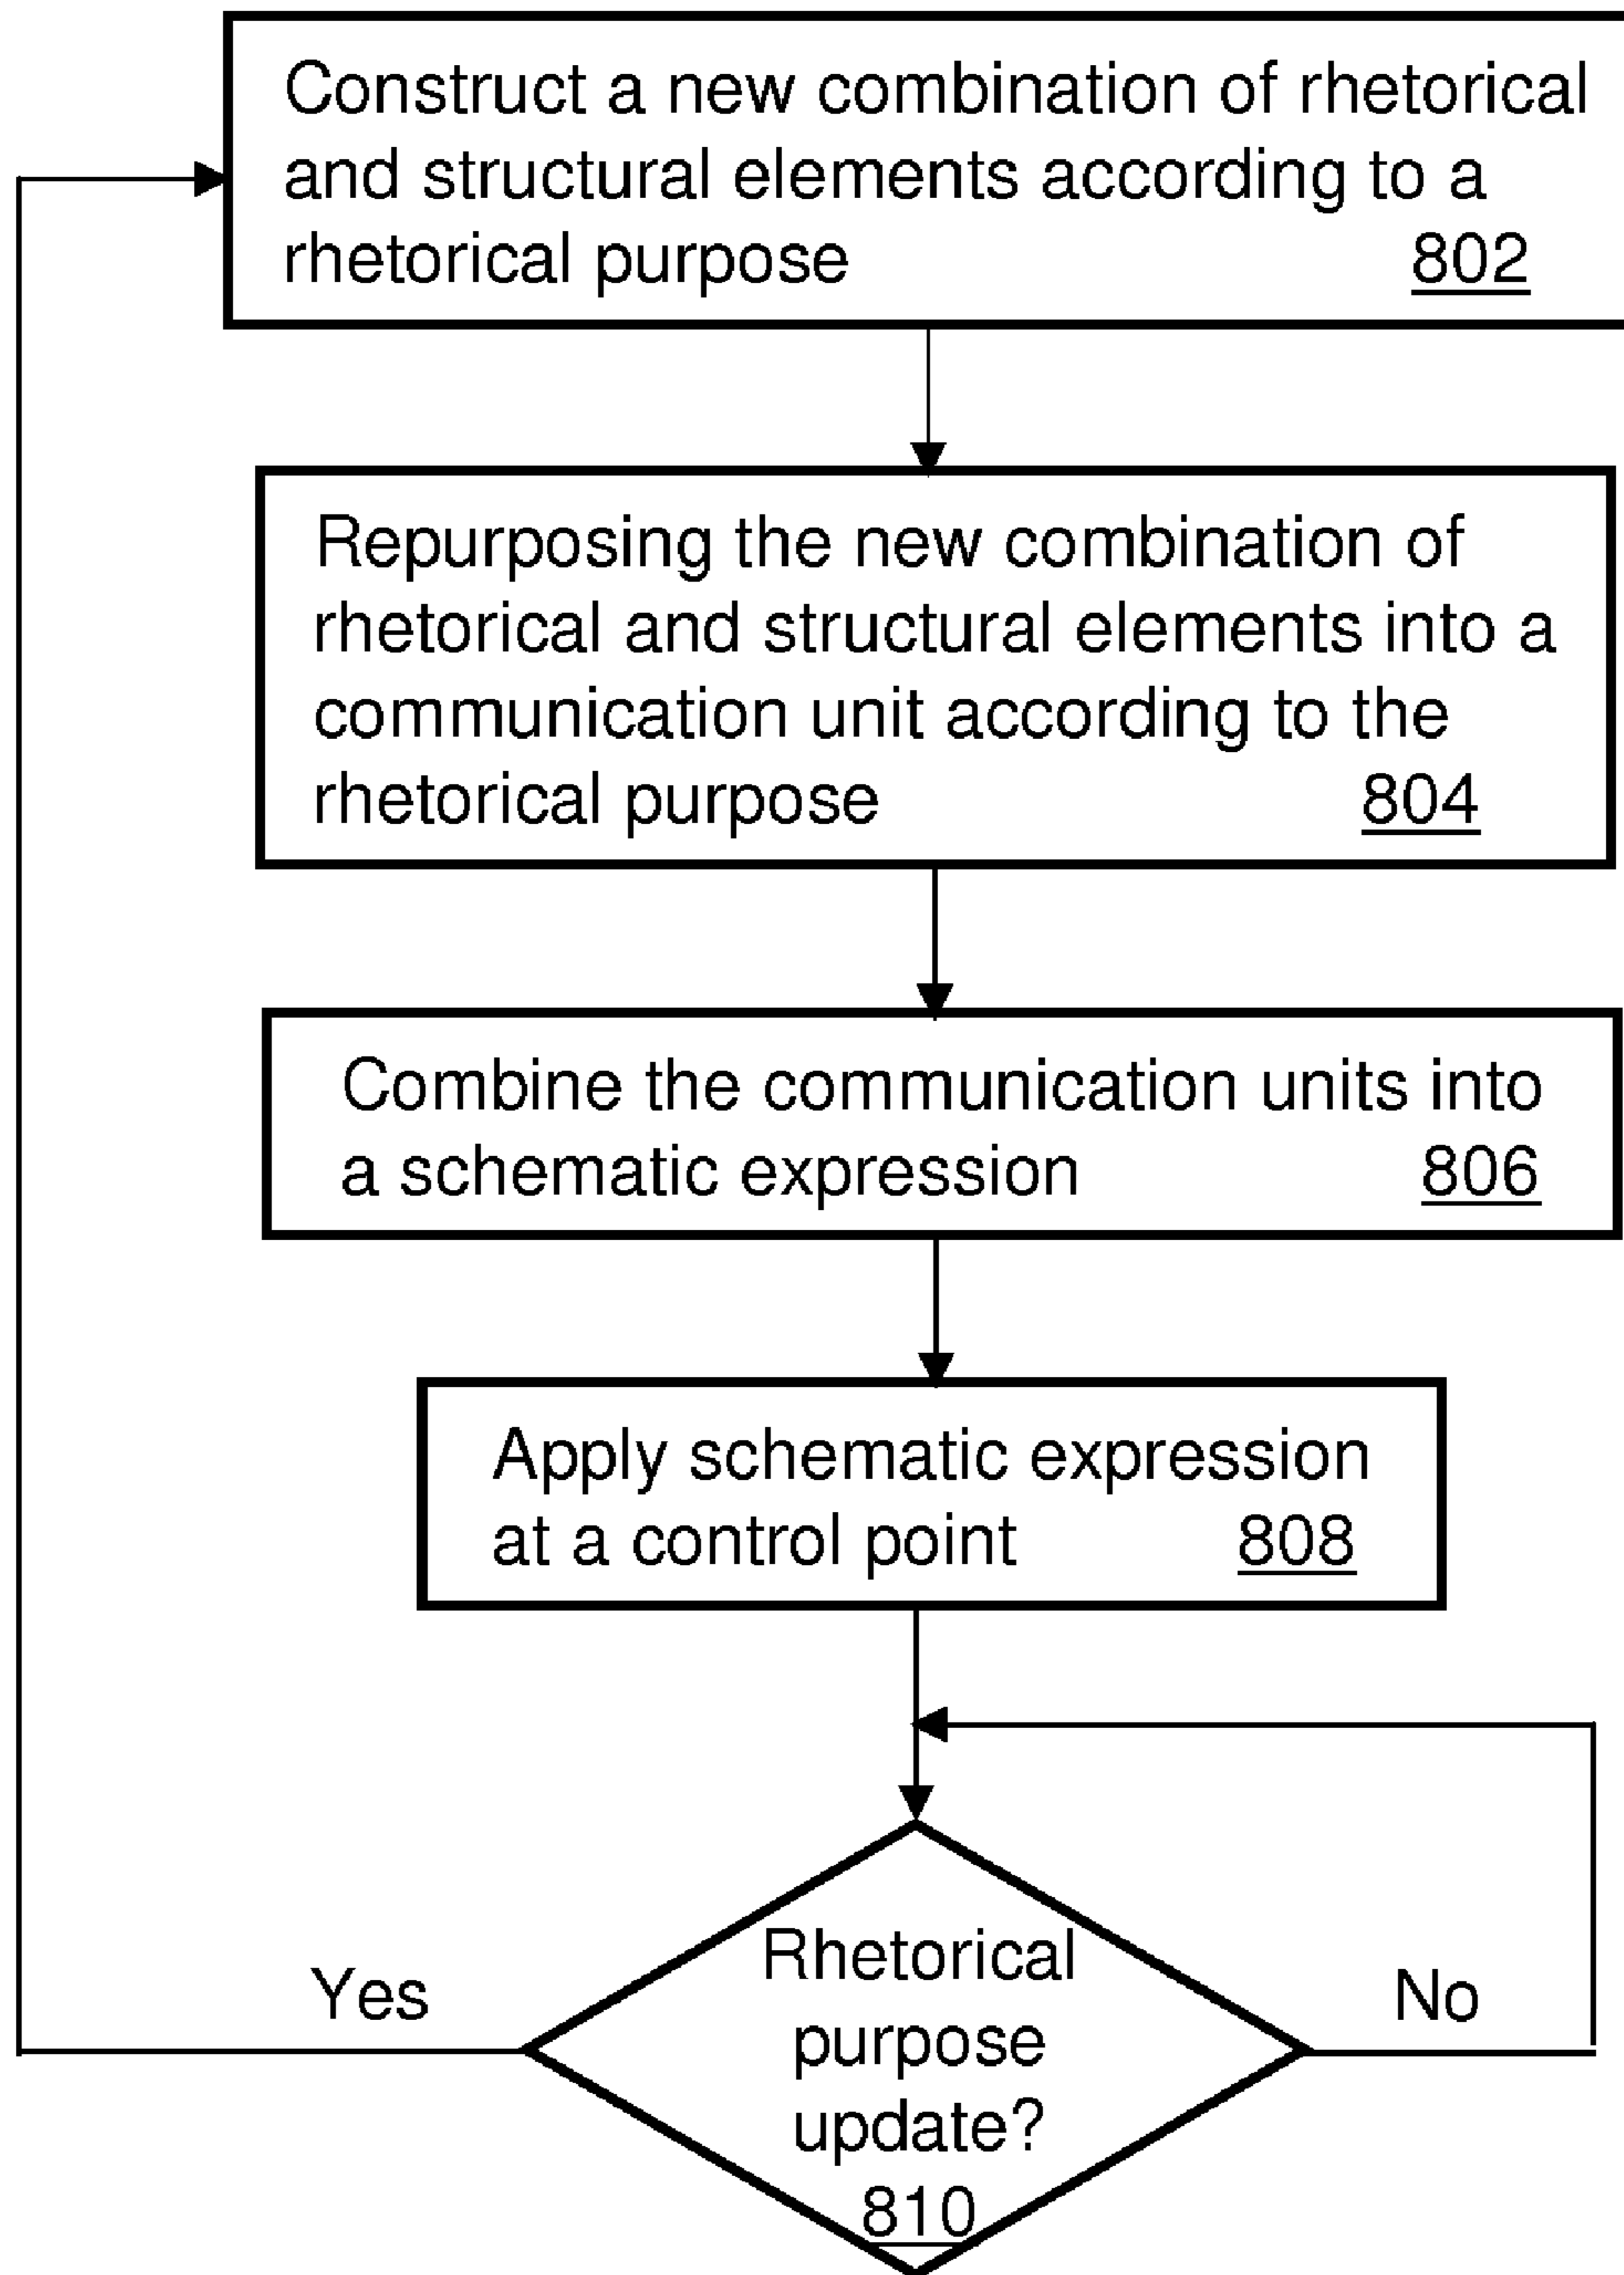 Construct a new combination of rhetorical
and structural elements according to a
rhetorical purpose 802
Repurposing the new combination of
rhetorical and structural elements into a
communication unit according to the
rhetorical purpose 804
Combine the communication units into
a schematic expression 806
Apply schematic expression
at a control point 808
Rhetorical
Yes No
purpose
update?
810